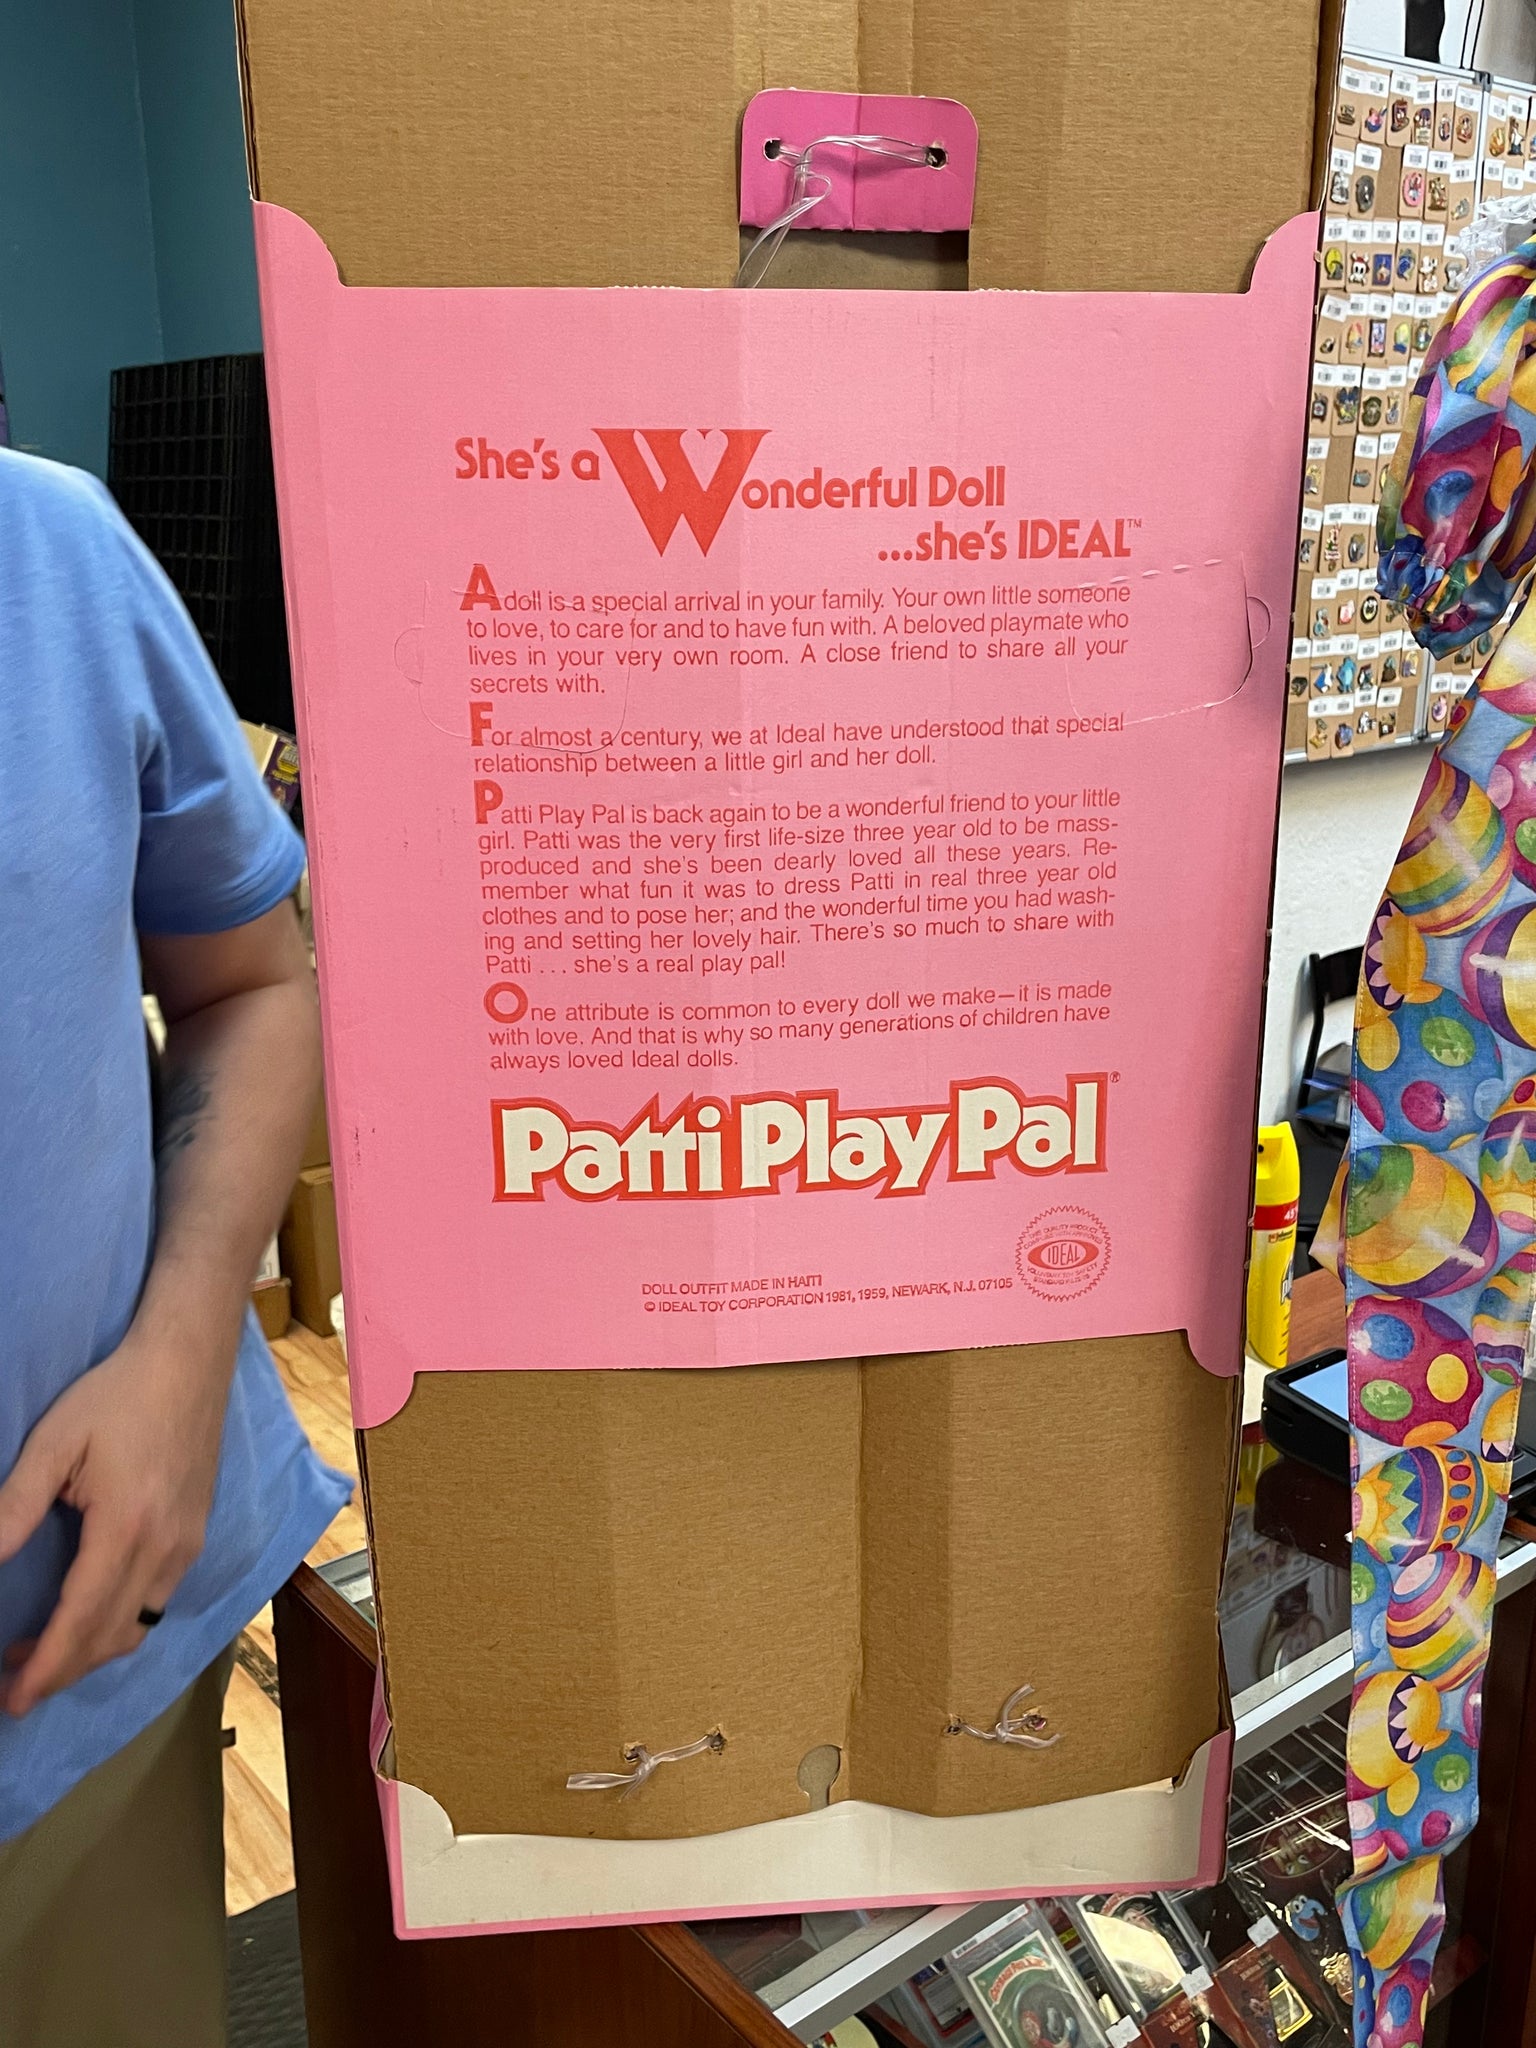 She's a Wonderful Doll
...she's IDEAL™
A doll is a special arrival in your family. Your own little someone
to love, to care for and to have fun with. A beloved playmate who
lives in your very own room. A close friend to share all your
secrets with.
For almost a century, we at Ideal have understood that special
relationship between a little girl and her doll.
Patti Play Pal is back again to be a wonderful friend to your little
girl. Patti was the very first life-size three year old to be mass-
produced and she's been dearly loved all these years. Re-
member what fun it was to dress Patti in real three year old
clothes and to pose her; and the wonderful time you had wash-
ing and setting her lovely hair. There's so much to share with
Patti ... she's a real play pal!
One attribute is common to every doll we make—it is made
with love. And that is why so many generations of children have
always loved Ideal dolls.
Patti Play Pal®
THIS QUALITY PRODUCT
COMPLIES WITH APPROVED
IDEAL
VOLUNTARY TOY SAFETY
DOLL OUTFIT MADE IN HAITI
© IDEAL TOY CORPORATION 1981, 1959, NEWARK, N.J. 07105